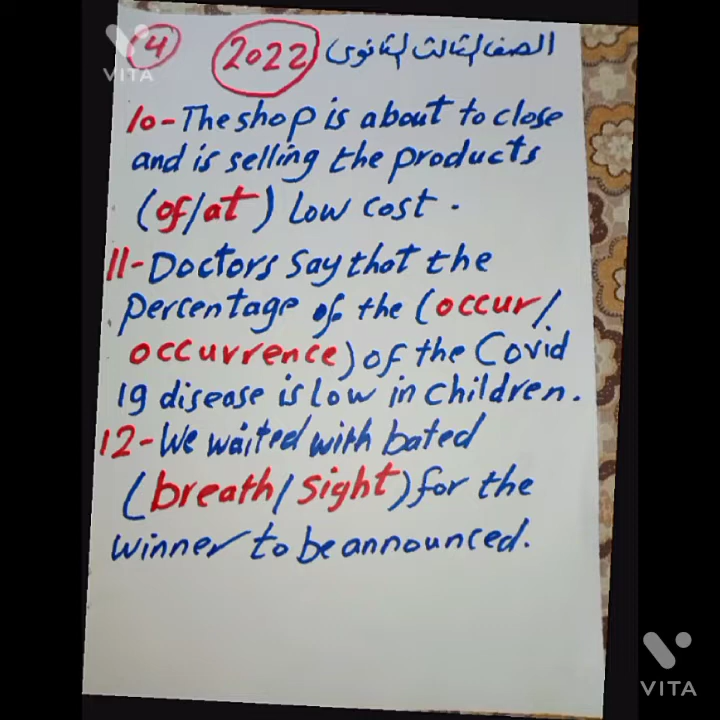 4 2022 الصف الثالث الثانوى
VITA
10-The shop is about to close
and is selling the products
(of/at) low cost.
11-Doctors say that the
percentage of the (occur/
occurrence) of the Covid
19 disease is low in children.
12-We waited with bated
(breath/sight) for the
winner to be announced.
VITA